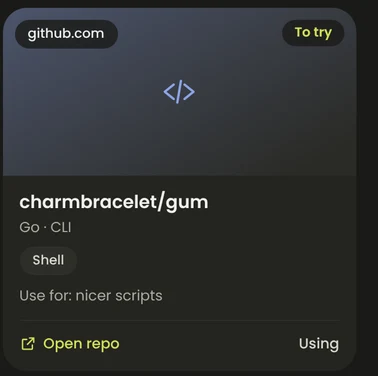 github.com
To try
</>
charmbracelet/gum
Go · CLI
Shell
Use for: nicer scripts
Open repo
Using